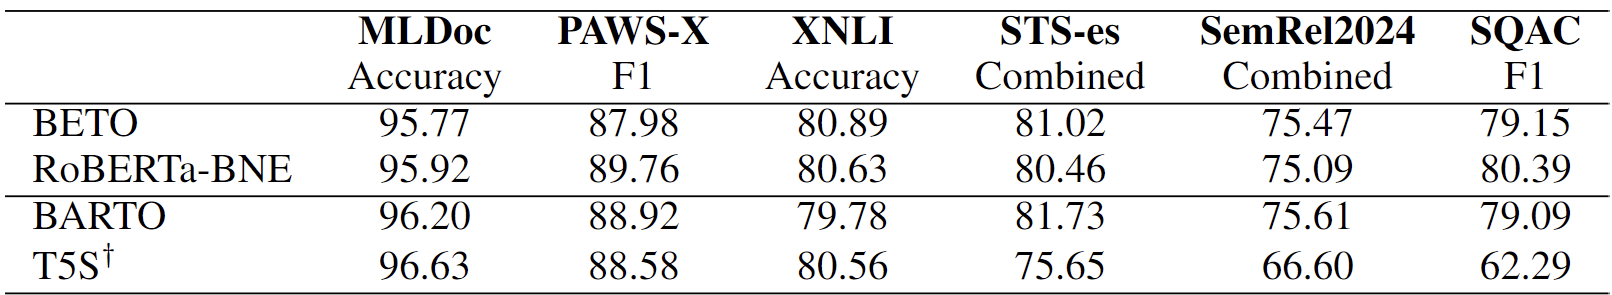 MLDoc PAWS-X XNLI STS-es SemRel2024 SQAC
Accuracy F1 Accuracy Combined Combined F1
BETO 95.77 87.98 80.89 81.02 75.47 79.15
RoBERTa-BNE 95.92 89.76 80.63 80.46 75.09 80.39
BARTO 96.20 88.92 79.78 81.73 75.61 79.09
T5S† 96.63 88.58 80.56 75.65 66.60 62.29